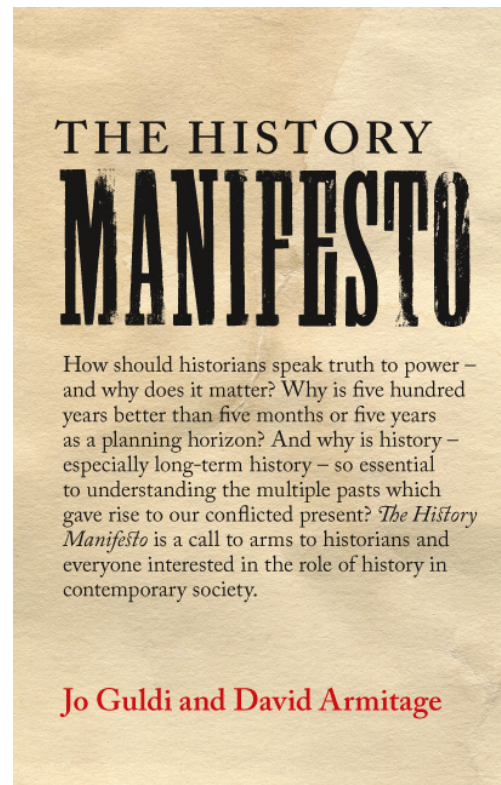 THE HISTORY
MANIFESTO
How should historians speak truth to power –
and why does it matter? Why is five hundred
years better than five months or five years
as a planning horizon? And why is history –
especially long-term history – so essential
to understanding the multiple pasts which
gave rise to our conflicted present? The History
Manifesto is a call to arms to historians and
everyone interested in the role of history in
contemporary society.
Jo Guldi and David Armitage